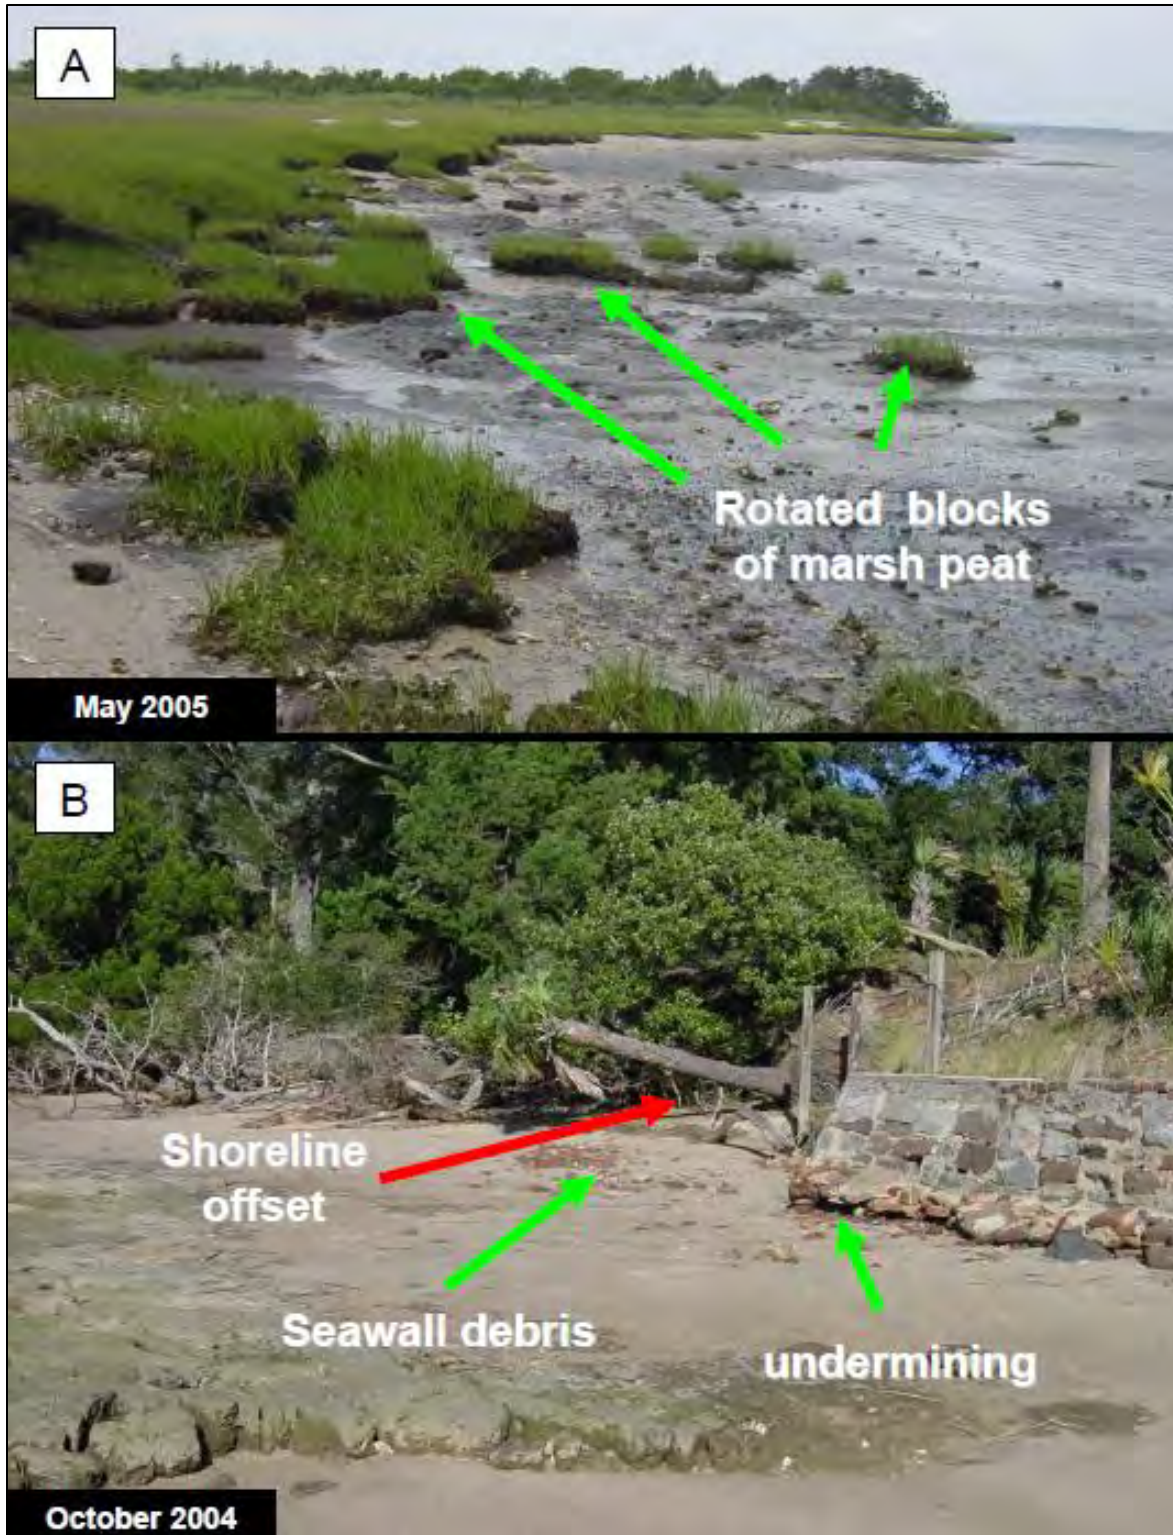 A
Rotated blocks
of marsh peat
May 2005
B
Shoreline
offset
Seawall debris
undermining
October 2004